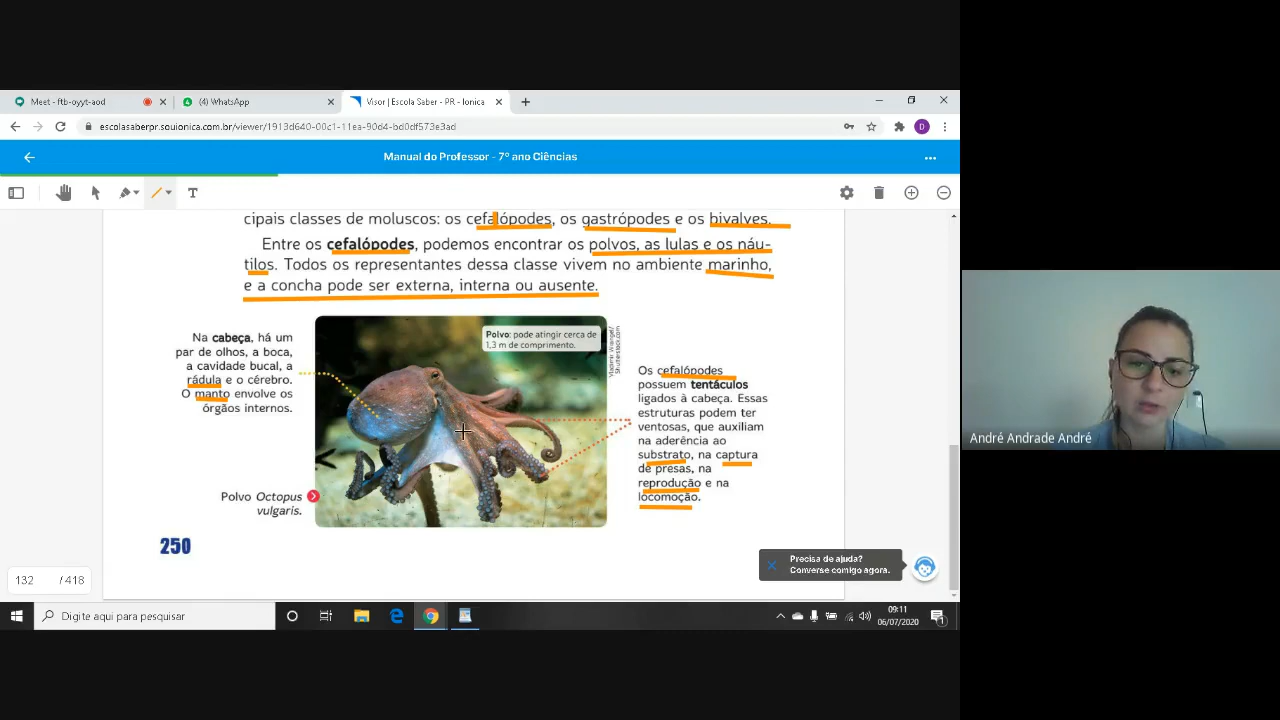 Meet - ftb-oyyt-aod
(4) WhatsApp
Visor | Escola Saber - PR - Ionica
escolasaberpr.souionica.com.br/viewer/1913d640-00c1-11ea-90d4-bd0df573e3ad
D
Manual do Professor - 7º ano Ciências
T
cipais classes de moluscos: os cefalópodes, os gastrópodes e os bivalves.
Entre os cefalópodes, podemos encontrar os polvos, as lulas e os náu-
tilos. Todos os representantes dessa classe vivem no ambiente marinho,
e a concha pode ser externa, interna ou ausente.
Na cabeça, há um
par de olhos, a boca,
a cavidade bucal, a
rádula e o cérebro.
O manto envolve os
órgãos internos.
Polvo: pode atingir cerca de
1,3 m de comprimento.
Vladimir Wrangel/
Shutterstock.com
Os cefalópodes
possuem tentáculos
ligados à cabeça. Essas
estruturas podem ter
ventosas, que auxiliam
na aderência ao
substrato, na captura
de presas, na
reprodução e na
locomoção.
Polvo Octopus
vulgaris.
250
132 / 418
Precisa de ajuda?
Converse comigo agora.
Digite aqui para pesquisar
09:11
06/07/2020
André Andrade André